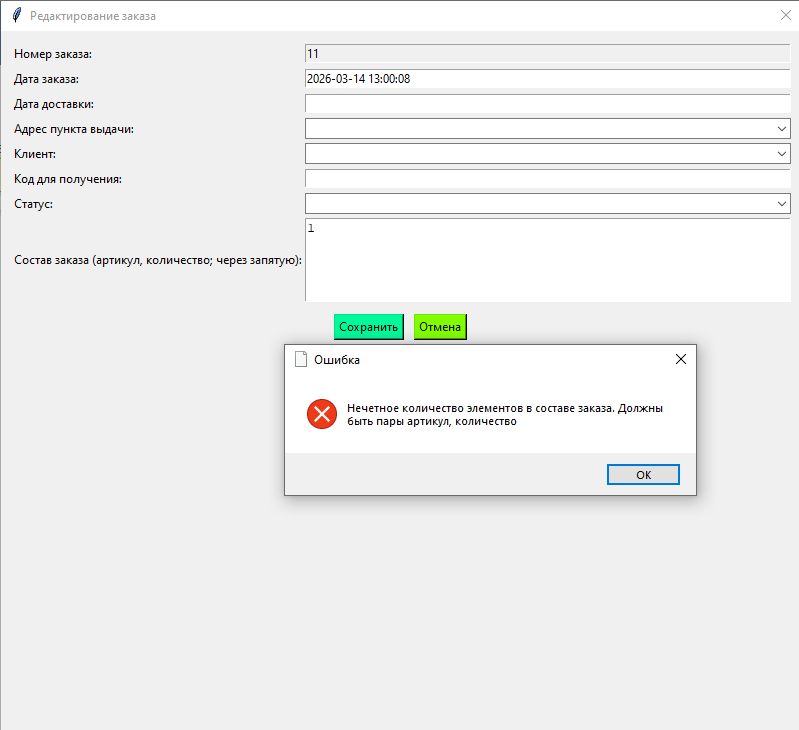 Редактирование заказа
Номер заказа:
11
Дата заказа:
2026-03-14 13:00:08
Дата доставки:
Адрес пункта выдачи:
Клиент:
Код для получения:
Статус:
1
Состав заказа (артикул, количество; через запятую):
Сохранить
Отмена
Ошибка
Нечетное количество элементов в составе заказа. Должны
быть пары артикул, количество
OK